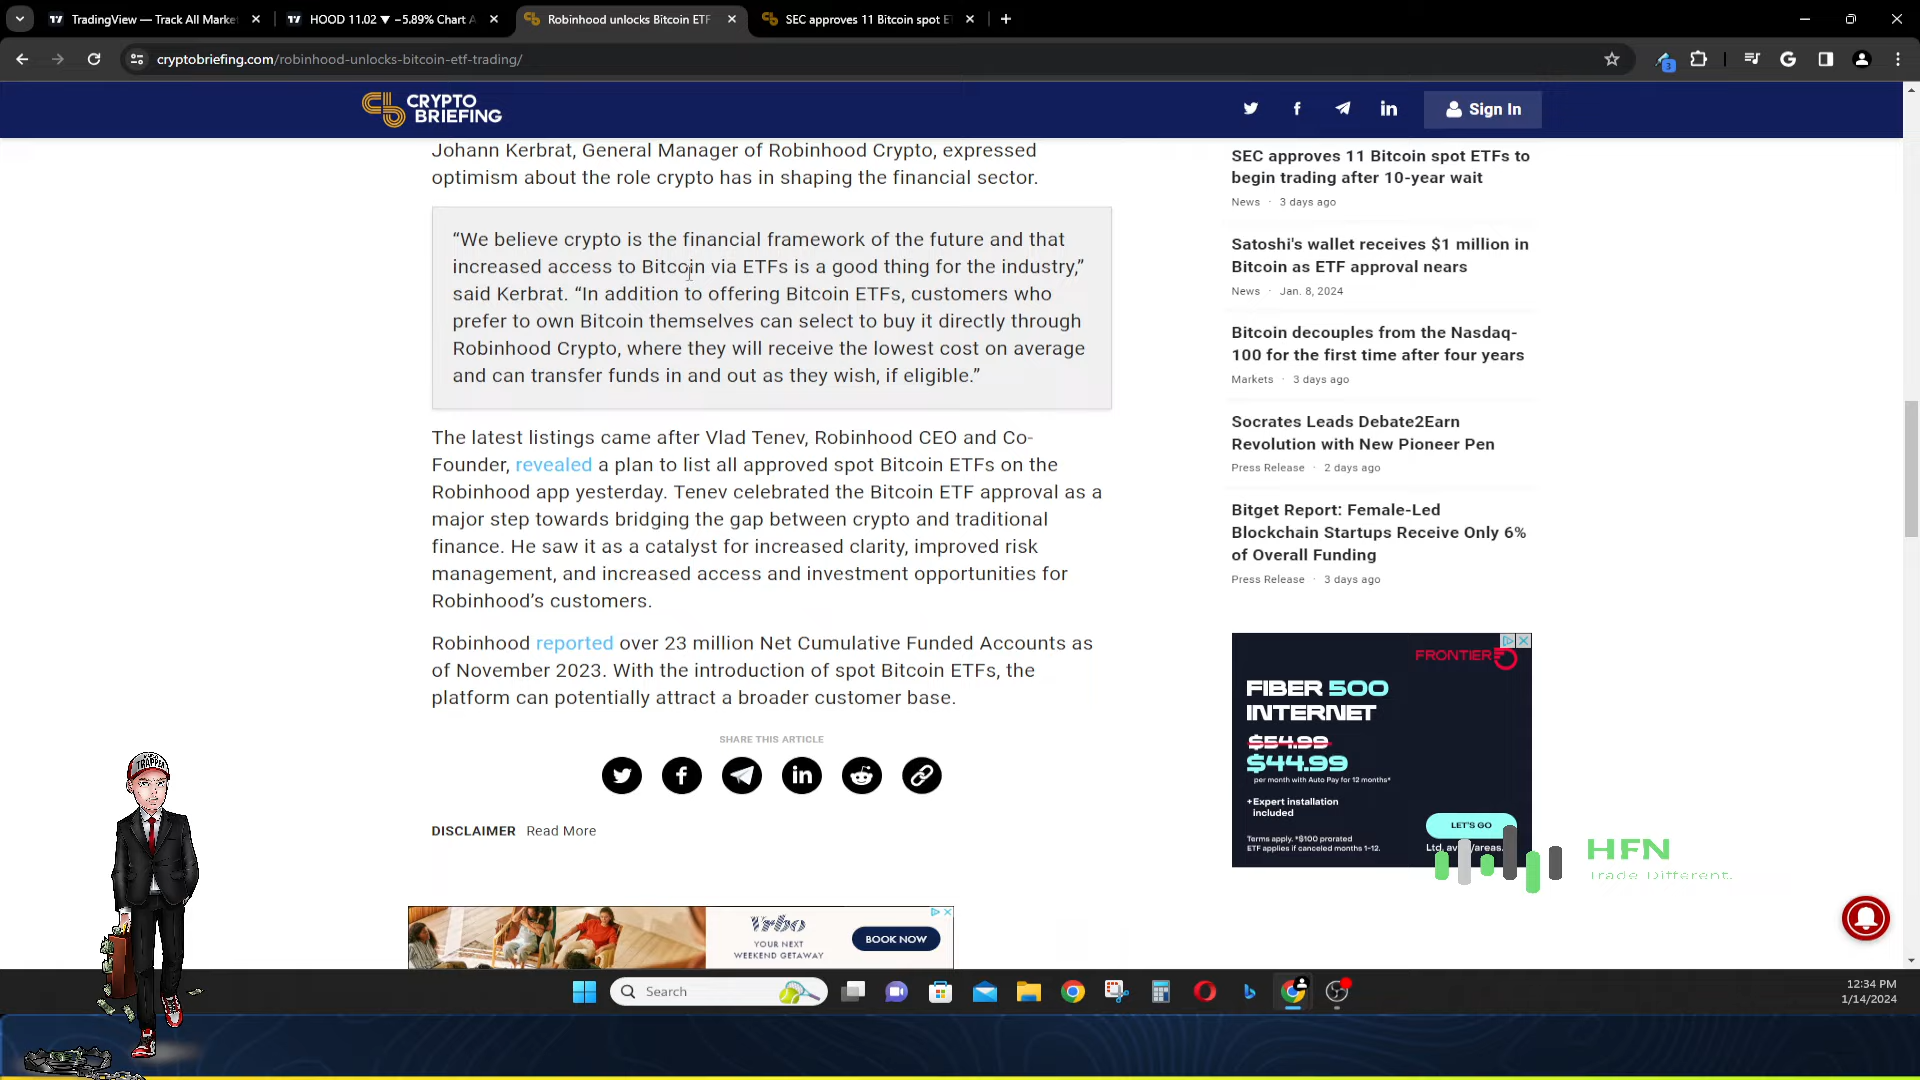 TradingView — Track All Market
HOOD 11.02 ▼ −5.89% Chart A
Robinhood unlocks Bitcoin ETF
SEC approves 11 Bitcoin spot E
cryptobriefing.com/robinhood-unlocks-bitcoin-etf-trading/
3
CRYPTO
BRIEFING
Sign In
Johann Kerbrat, General Manager of Robinhood Crypto, expressed
optimism about the role crypto has in shaping the financial sector.
“We believe crypto is the financial framework of the future and that
increased access to Bitcoin via ETFs is a good thing for the industry,”
said Kerbrat. “In addition to offering Bitcoin ETFs, customers who
prefer to own Bitcoin themselves can select to buy it directly through
Robinhood Crypto, where they will receive the lowest cost on average
and can transfer funds in and out as they wish, if eligible.”
The latest listings came after Vlad Tenev, Robinhood CEO and Co-
Founder, revealed a plan to list all approved spot Bitcoin ETFs on the
Robinhood app yesterday. Tenev celebrated the Bitcoin ETF approval as a
major step towards bridging the gap between crypto and traditional
finance. He saw it as a catalyst for increased clarity, improved risk
management, and increased access and investment opportunities for
Robinhood’s customers.
Robinhood reported over 23 million Net Cumulative Funded Accounts as
of November 2023. With the introduction of spot Bitcoin ETFs, the
platform can potentially attract a broader customer base.
SHARE THIS ARTICLE
DISCLAIMER Read More
SEC approves 11 Bitcoin spot ETFs to
begin trading after 10-year wait
News · 3 days ago
Satoshi's wallet receives $1 million in
Bitcoin as ETF approval nears
News · Jan. 8, 2024
Bitcoin decouples from the Nasdaq-
100 for the first time after four years
Markets · 3 days ago
Socrates Leads Debate2Earn
Revolution with New Pioneer Pen
Press Release · 2 days ago
Bitget Report: Female-Led
Blockchain Startups Receive Only 6%
of Overall Funding
Press Release · 3 days ago
FRONTIER
FIBER 500
INTERNET
$54.99
$44.99
per month with Auto Pay for 12 months*
+Expert installation
included
Terms apply. *$100 prorated
ETF applies if canceled months 1-12.
LET'S GO
HFN
Trade Different.
TRAPPER
Vrbo
YOUR NEXT
WEEKEND GETAWAY
BOOK NOW
Search
12:34 PM
1/14/2024